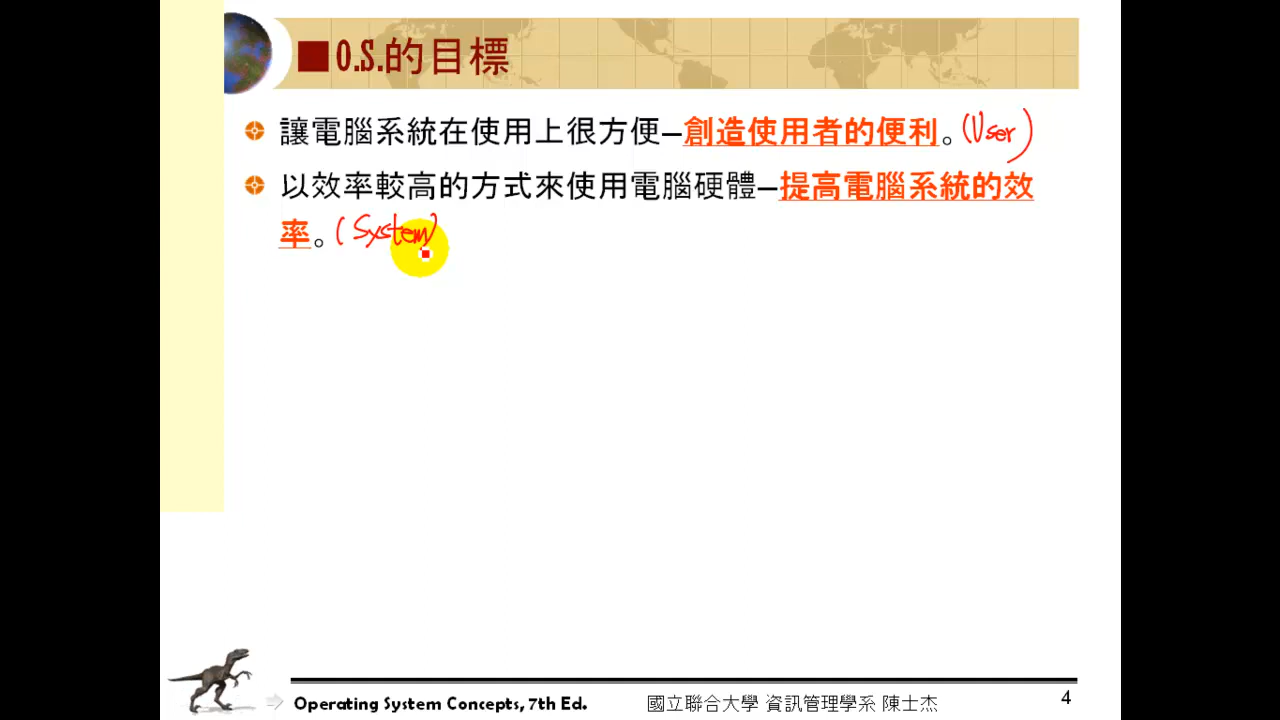 O.S.的目標
讓電腦系統在使用上很方便–創造使用者的便利。(User)
以效率較高的方式來使用電腦硬體–提高電腦系統的效
率。(System)
Operating System Concepts, 7th Ed. 國立聯合大學 資訊管理學系 陳士杰 4